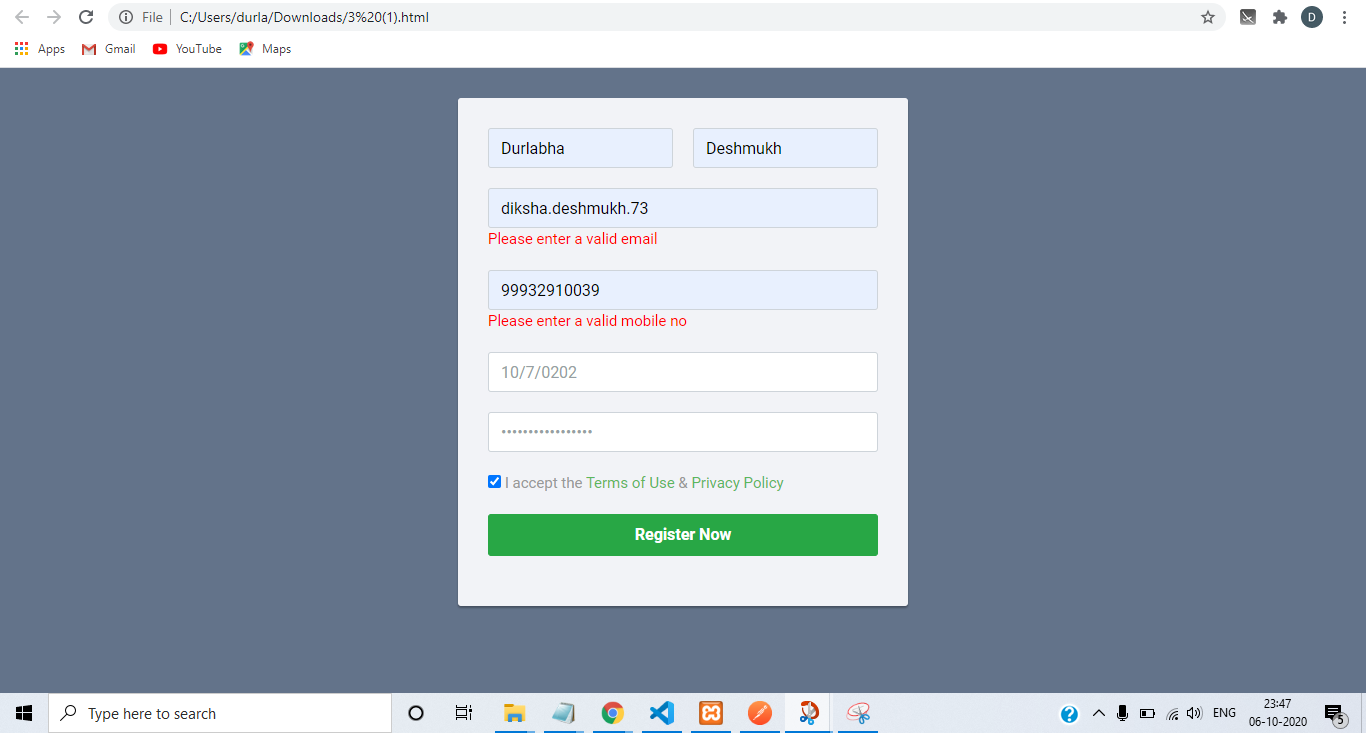 File | C:/Users/durla/Downloads/3%20(1).html
D
Apps Gmail YouTube Maps
Durlabha Deshmukh
diksha.deshmukh.73
Please enter a valid email
99932910039
Please enter a valid mobile no
10/7/0202
•••••••••••••••••
I accept the Terms of Use & Privacy Policy
Register Now
Type here to search
ENG
23:47
06-10-2020
5